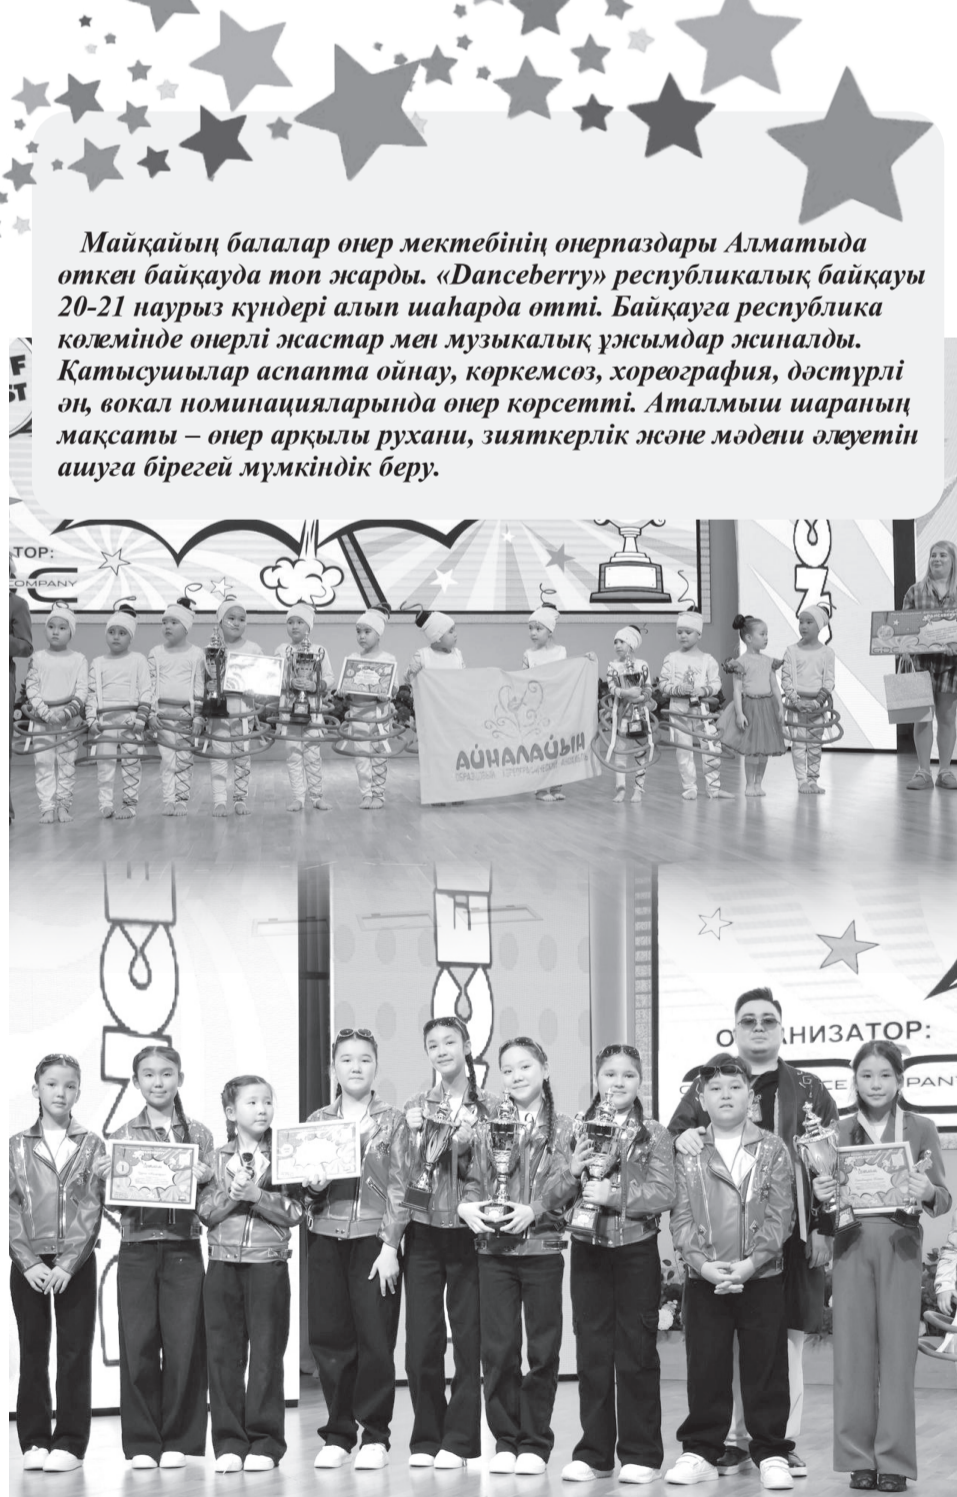 Майқайың балалар өнер мектебінің өнерпаздары Алматыда
өткен байқауда топ жарды. «Danceberry» республикалық байқауы
20-21 наурыз күндері алып шаһарда өтті. Байқауға республика
көлемінде өнерлі жастар мен музыкалық ұжымдар жиналды.
Қатысушылар аспапта ойнау, көркемсөз, хореография, дәстүрлі
ән, вокал номинацияларында өнер көрсетті. Аталмыш шараның
мақсаты – өнер арқылы рухани, зияткерлік және мәдени әлеуетін
ашуға бірегей мүмкіндік беру.
ТОР:
COMPANY
АЙНАЛАЙЫН